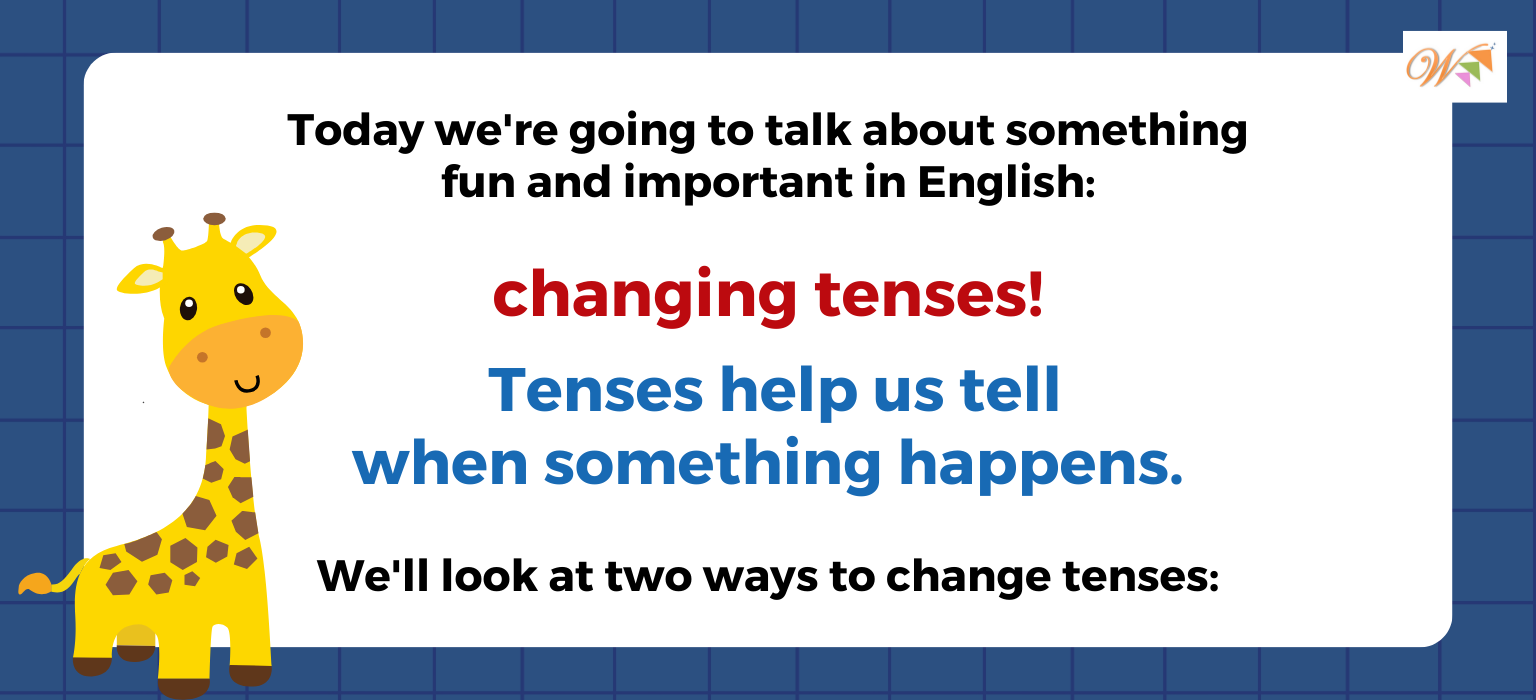 W
Today we're going to talk about something
fun and important in English:
changing tenses!
Tenses help us tell
when something happens.
We'll look at two ways to change tenses: